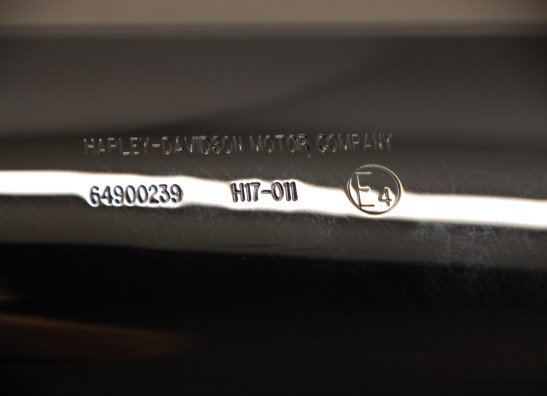 HARLEY-DAVIDSON MOTOR COMPANY
64900239 H17-011 E4